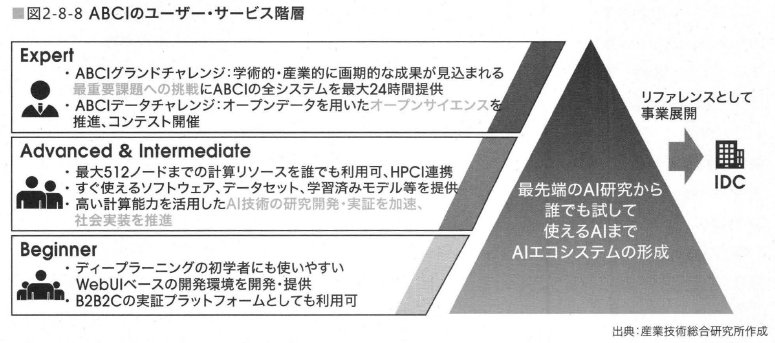 ■図2-8-8 ABCIのユーザー・サービス階層
Expert
・ABCIグランドチャレンジ：学術的・産業的に画期的な成果が見込まれる
最重要課題への挑戦にABCIの全システムを最大24時間提供
・ABCIデータチャレンジ：オープンデータを用いたオープンサイエンスを
推進、コンテスト開催
Advanced & Intermediate
・最大512ノードまでの計算リソースを誰でも利用可、HPCI連携
・すぐ使えるソフトウェア、データセット、学習済みモデル等を提供
・高い計算能力を活用したAI技術の研究開発・実証を加速、
社会実装を推進
Beginner
・ディープラーニングの初学者にも使いやすい
WebUIベースの開発環境を開発・提供
・B2B2Cの実証プラットフォームとしても利用可
最先端のAI研究から
誰でも試して
使えるAIまで
AIエコシステムの形成
リファレンスとして
事業展開
IDC
出典：産業技術総合研究所作成